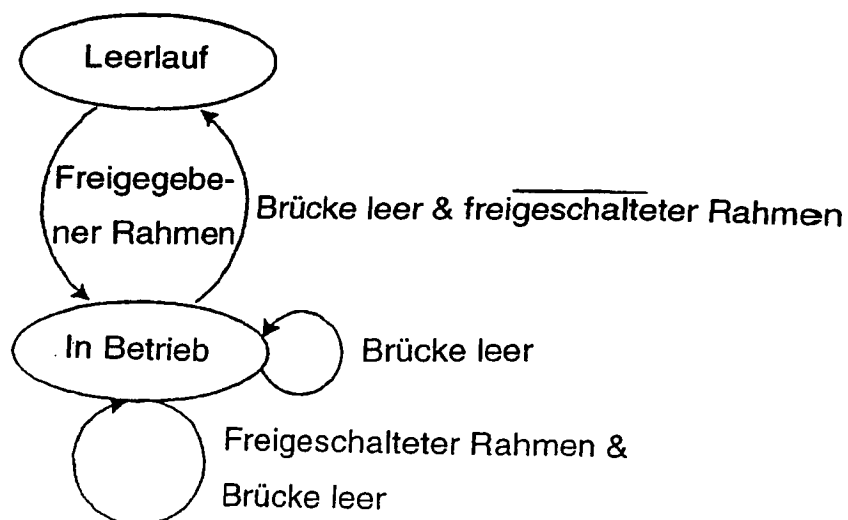 Leerlauf
Freigegebe-
ner Rahmen
Brücke leer & freigeschalteter Rahmen
In Betrieb
Brücke leer
Freigeschalteter Rahmen &
Brücke leer